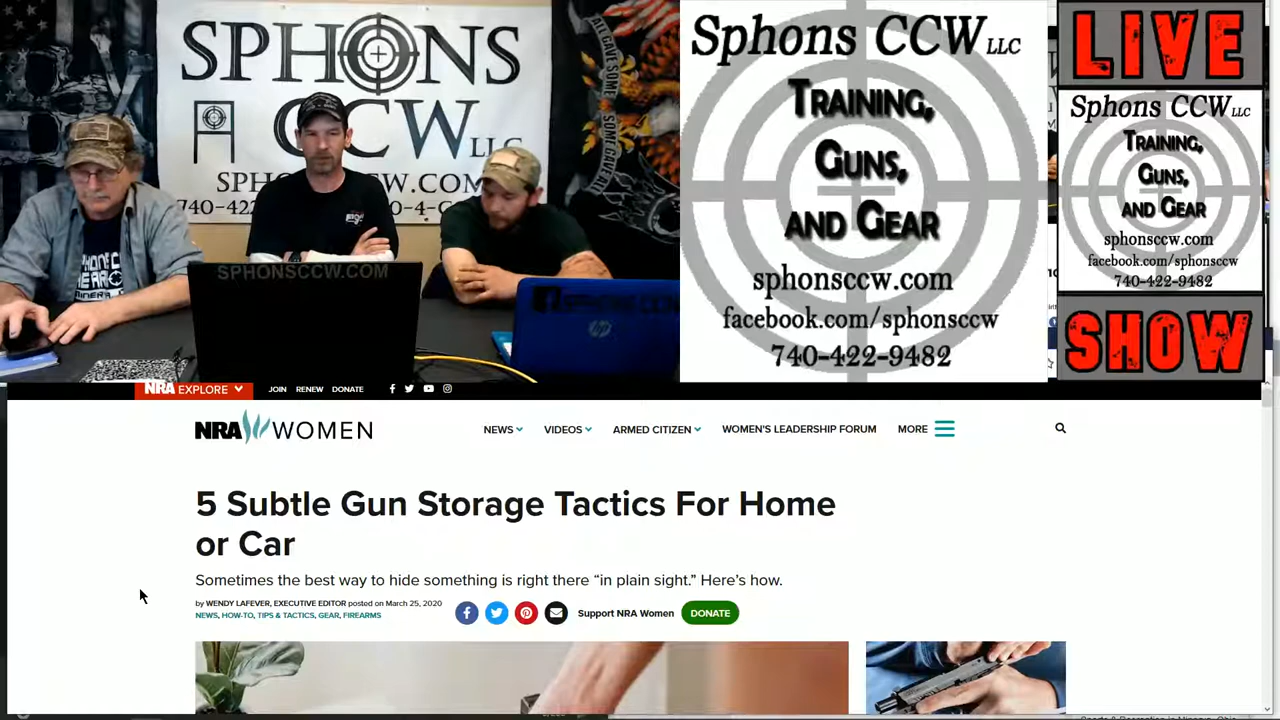 SPHONS
CCW
SPHONSCCW.COM
Sphons CCW LLC
TRAINING,
GUNS,
AND GEAR
sphonsccw.com
facebook.com/sphonsccw
740-422-9482
LIVE
Sphons CCW LLC
TRAINING,
GUNS,
AND GEAR
sphonsccw.com
facebook.com/sphonsccw
740-422-9482
SHOW
NRA EXPLORE JOIN RENEW DONATE
NRA WOMEN NEWS VIDEOS ARMED CITIZEN WOMEN'S LEADERSHIP FORUM MORE
5 Subtle Gun Storage Tactics For Home
or Car
Sometimes the best way to hide something is right there “in plain sight.” Here’s how.
by WENDY LAFEVER, EXECUTIVE EDITOR posted on March 25, 2020
NEWS, HOW-TO, TIPS & TACTICS, GEAR, FIREARMS
Support NRA Women DONATE